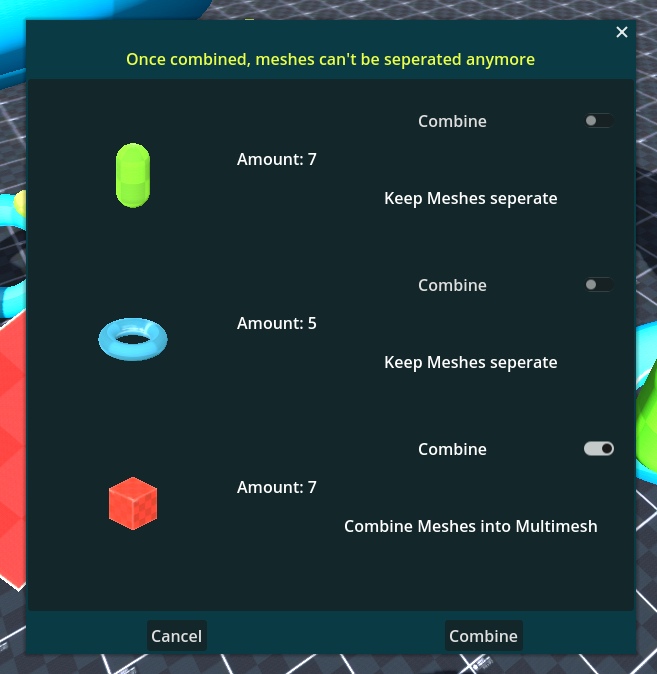 Once combined, meshes can't be seperated anymore
Combine
Amount: 7
Keep Meshes seperate
Combine
Amount: 5
Keep Meshes seperate
Combine
Amount: 7
Combine Meshes into Multimesh
Cancel
Combine